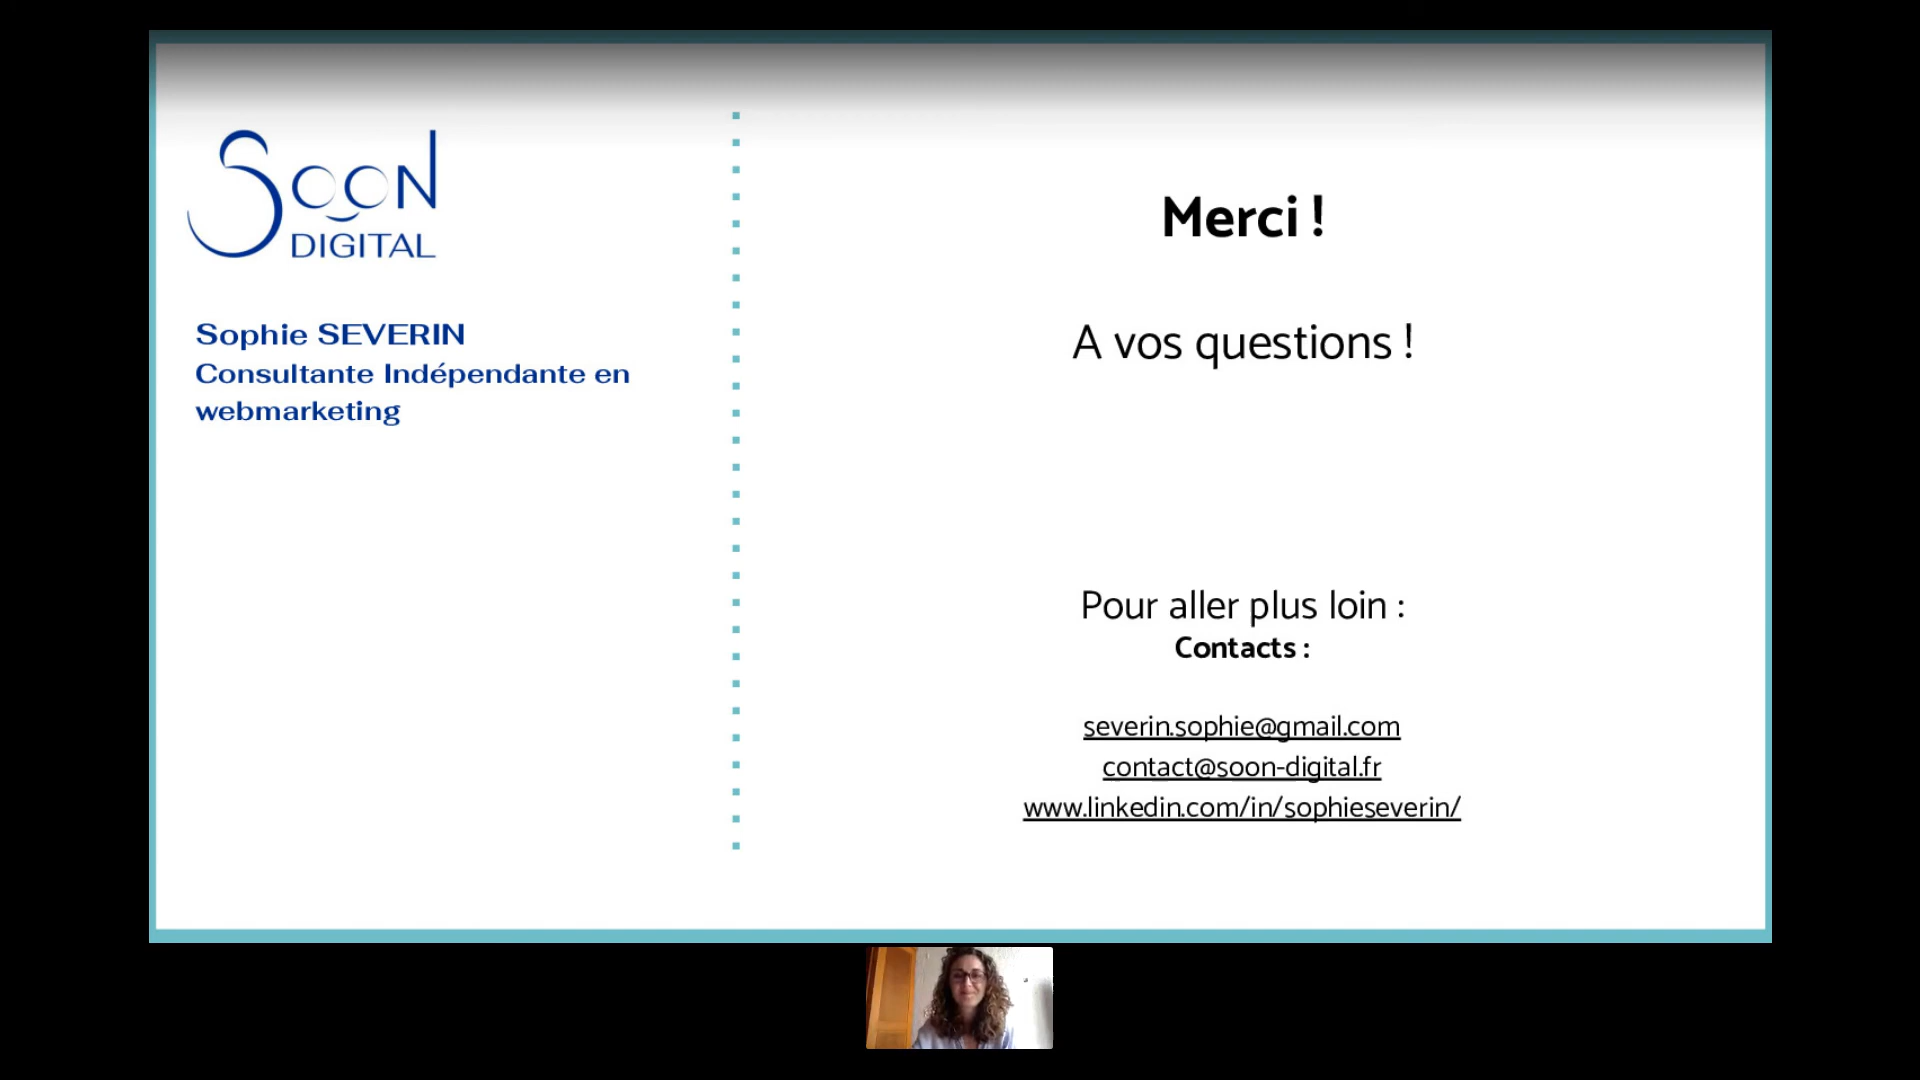 Soon
DIGITAL
Sophie SEVERIN
Consultante Indépendante en
webmarketing
Merci !
A vos questions !
Pour aller plus loin :
Contacts :
severin.sophie@gmail.com
contact@soon-digital.fr
www.linkedin.com/in/sophieseverin/